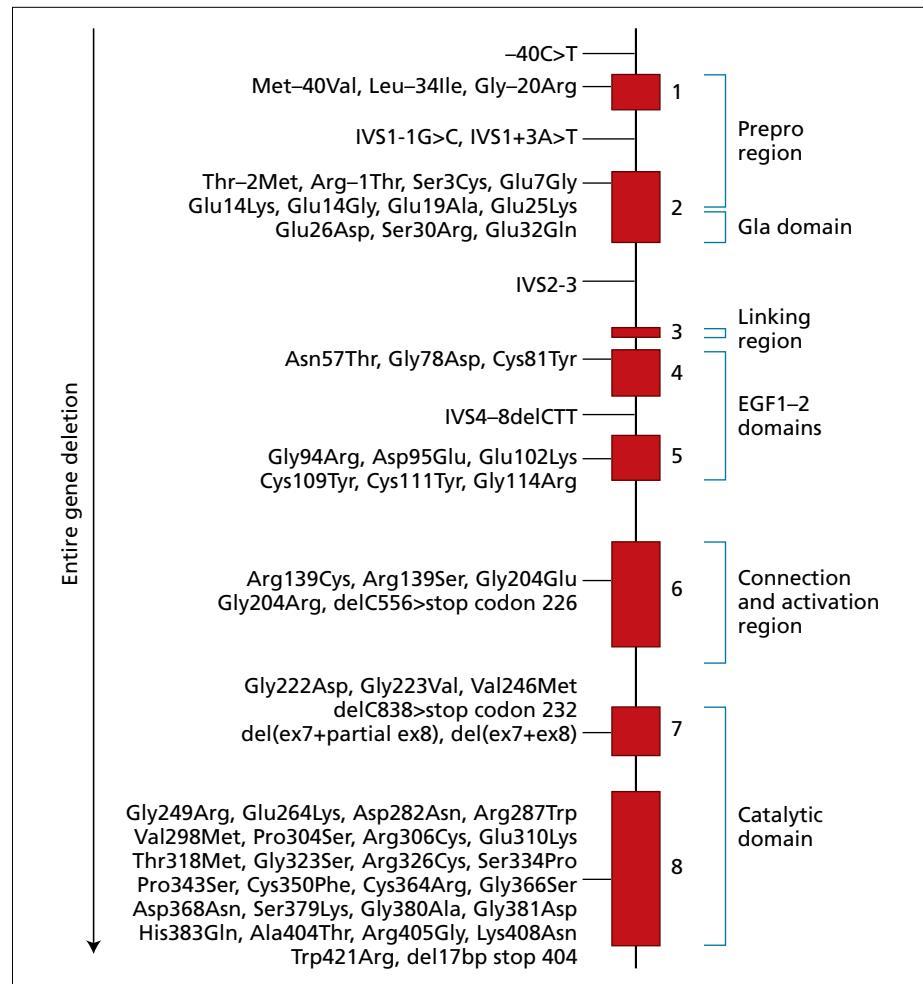 –40C>T
Met–40Val, Leu–34Ile, Gly–20Arg
1
Prepro
region
IVS1-1G>C, IVS1+3A>T
Thr–2Met, Arg–1Thr, Ser3Cys, Glu7Gly
Glu14Lys, Glu14Gly, Glu19Ala, Glu25Lys
Glu26Asp, Ser30Arg, Glu32Gln
2
Gla domain
IVS2-3
3
Linking
region
Asn57Thr, Gly78Asp, Cys81Tyr
4
EGF1–2
domains
IVS4–8delCTT
Gly94Arg, Asp95Glu, Glu102Lys
Cys109Tyr, Cys111Tyr, Gly114Arg
5
Entire gene deletion
Arg139Cys, Arg139Ser, Gly204Glu
Gly204Arg, delC556>stop codon 226
6
Connection
and activation
region
Gly222Asp, Gly223Val, Val246Met
delC838>stop codon 232
del(ex7+partial ex8), del(ex7+ex8)
7
Catalytic
domain
Gly249Arg, Glu264Lys, Asp282Asn, Arg287Trp
Val298Met, Pro304Ser, Arg306Cys, Glu310Lys
Thr318Met, Gly323Ser, Arg326Cys, Ser334Pro
Pro343Ser, Cys350Phe, Cys364Arg, Gly366Ser
Asp368Asn, Ser379Lys, Gly380Ala, Gly381Asp
His383Gln, Ala404Thr, Arg405Gly, Lys408Asn
Trp421Arg, del17bp stop 404
8